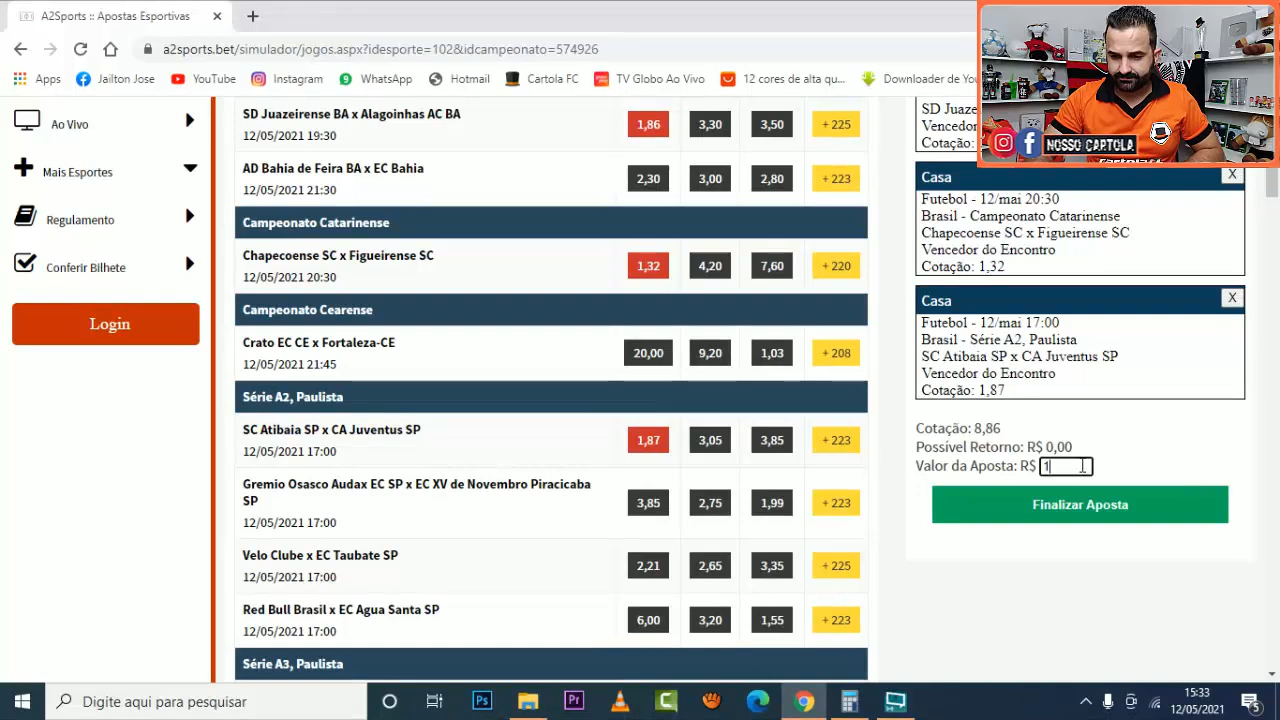 A2Sports :: Apostas Esportivas
a2sports.bet/simulador/jogos.aspx?idesporte=102&idcampeonato=574926
Apps
Jailton Jose
YouTube
Instagram
WhatsApp
Hotmail
Cartola FC
TV Globo Ao Vivo
12 cores de alta qu...
Downloader de You
NOSSO CARTOLA
Ao Vivo
Mais Esportes
Regulamento
Conferir Bilhete
Login
SD Juazeirense BA x Alagoinhas AC BA
12/05/2021 19:30
1,86 3,30 3,50 + 225
AD Bahia de Feira BA x EC Bahia
12/05/2021 21:30
2,30 3,00 2,80 + 223
Campeonato Catarinense
Chapecoense SC x Figueirense SC
12/05/2021 20:30
1,32 4,20 7,60 + 220
Campeonato Cearense
Crato EC CE x Fortaleza-CE
12/05/2021 21:45
20,00 9,20 1,03 + 208
Série A2, Paulista
SC Atibaia SP x CA Juventus SP
12/05/2021 17:00
1,87 3,05 3,85 + 223
Gremio Osasco Audax EC SP x EC XV de Novembro Piracicaba
SP
12/05/2021 17:00
3,85 2,75 1,99 + 223
Velo Clube x EC Taubate SP
12/05/2021 17:00
2,21 2,65 3,35 + 225
Red Bull Brasil x EC Agua Santa SP
12/05/2021 17:00
6,00 3,20 1,55 + 223
Série A3, Paulista
SD Juaze
Vencedor
Cotação:
Casa X
Futebol - 12/mai 20:30
Brasil - Campeonato Catarinense
Chapecoense SC x Figueirense SC
Vencedor do Encontro
Cotação: 1,32
Casa X
Futebol - 12/mai 17:00
Brasil - Série A2, Paulista
SC Atibaia SP x CA Juventus SP
Vencedor do Encontro
Cotação: 1,87
Cotação: 8,86
Possivel Retorno: R$ 0,00
Valor da Aposta: R$ 1
Finalizar Aposta
Digite aqui para pesquisar
Ps
Pr
15:33
12/05/2021
5